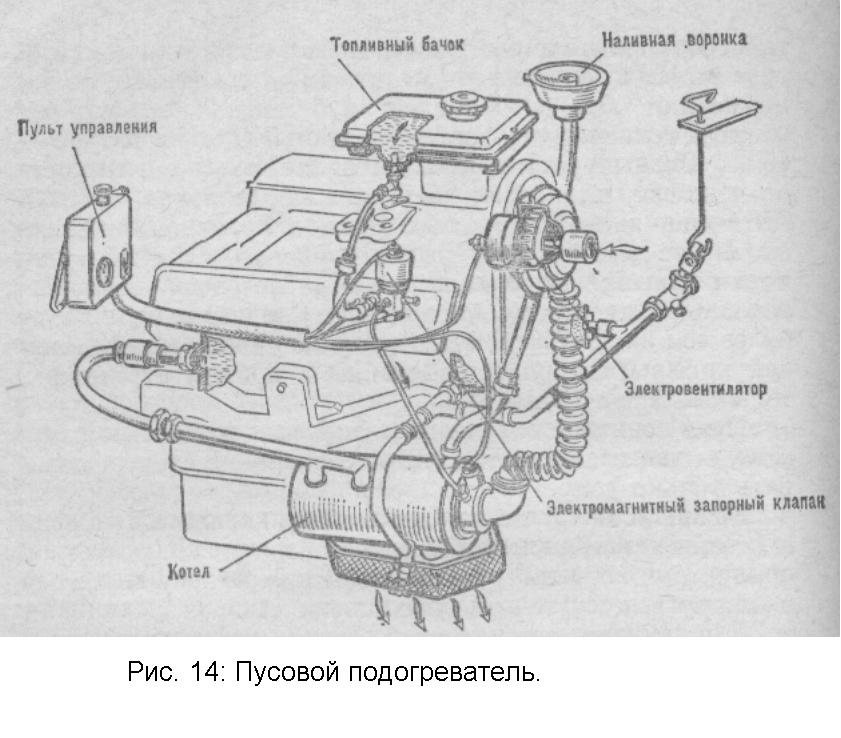 Топливный бачок
Наливная воронка
Пульт управления
Электровентилятор
Электромагнитный запорный клапан
Котел
Рис. 14: Пусовой подогреватель.